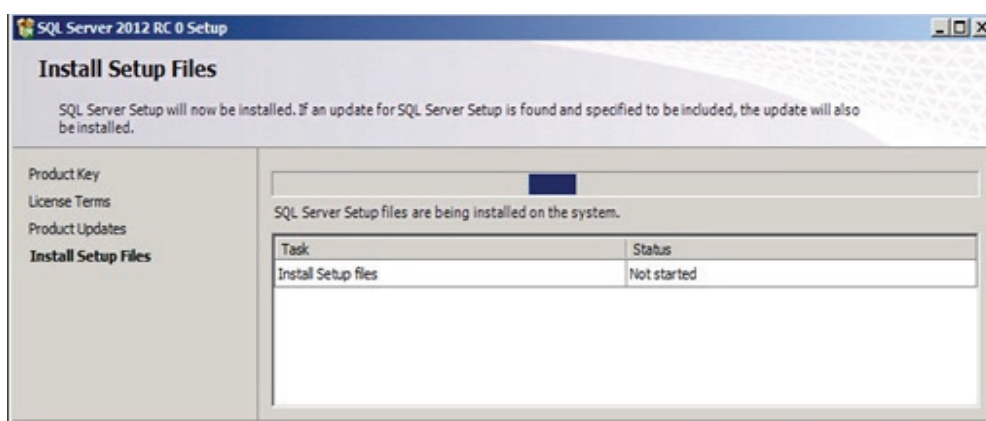 SQL Server 2012 RC 0 Setup
Install Setup Files
SQL Server Setup will now be installed. If an update for SQL Server Setup is found and specified to be included, the update will also
be installed.
Product Key
License Terms
Product Updates
Install Setup Files
SQL Server Setup files are being installed on the system.
Task Status
Install Setup files Not started